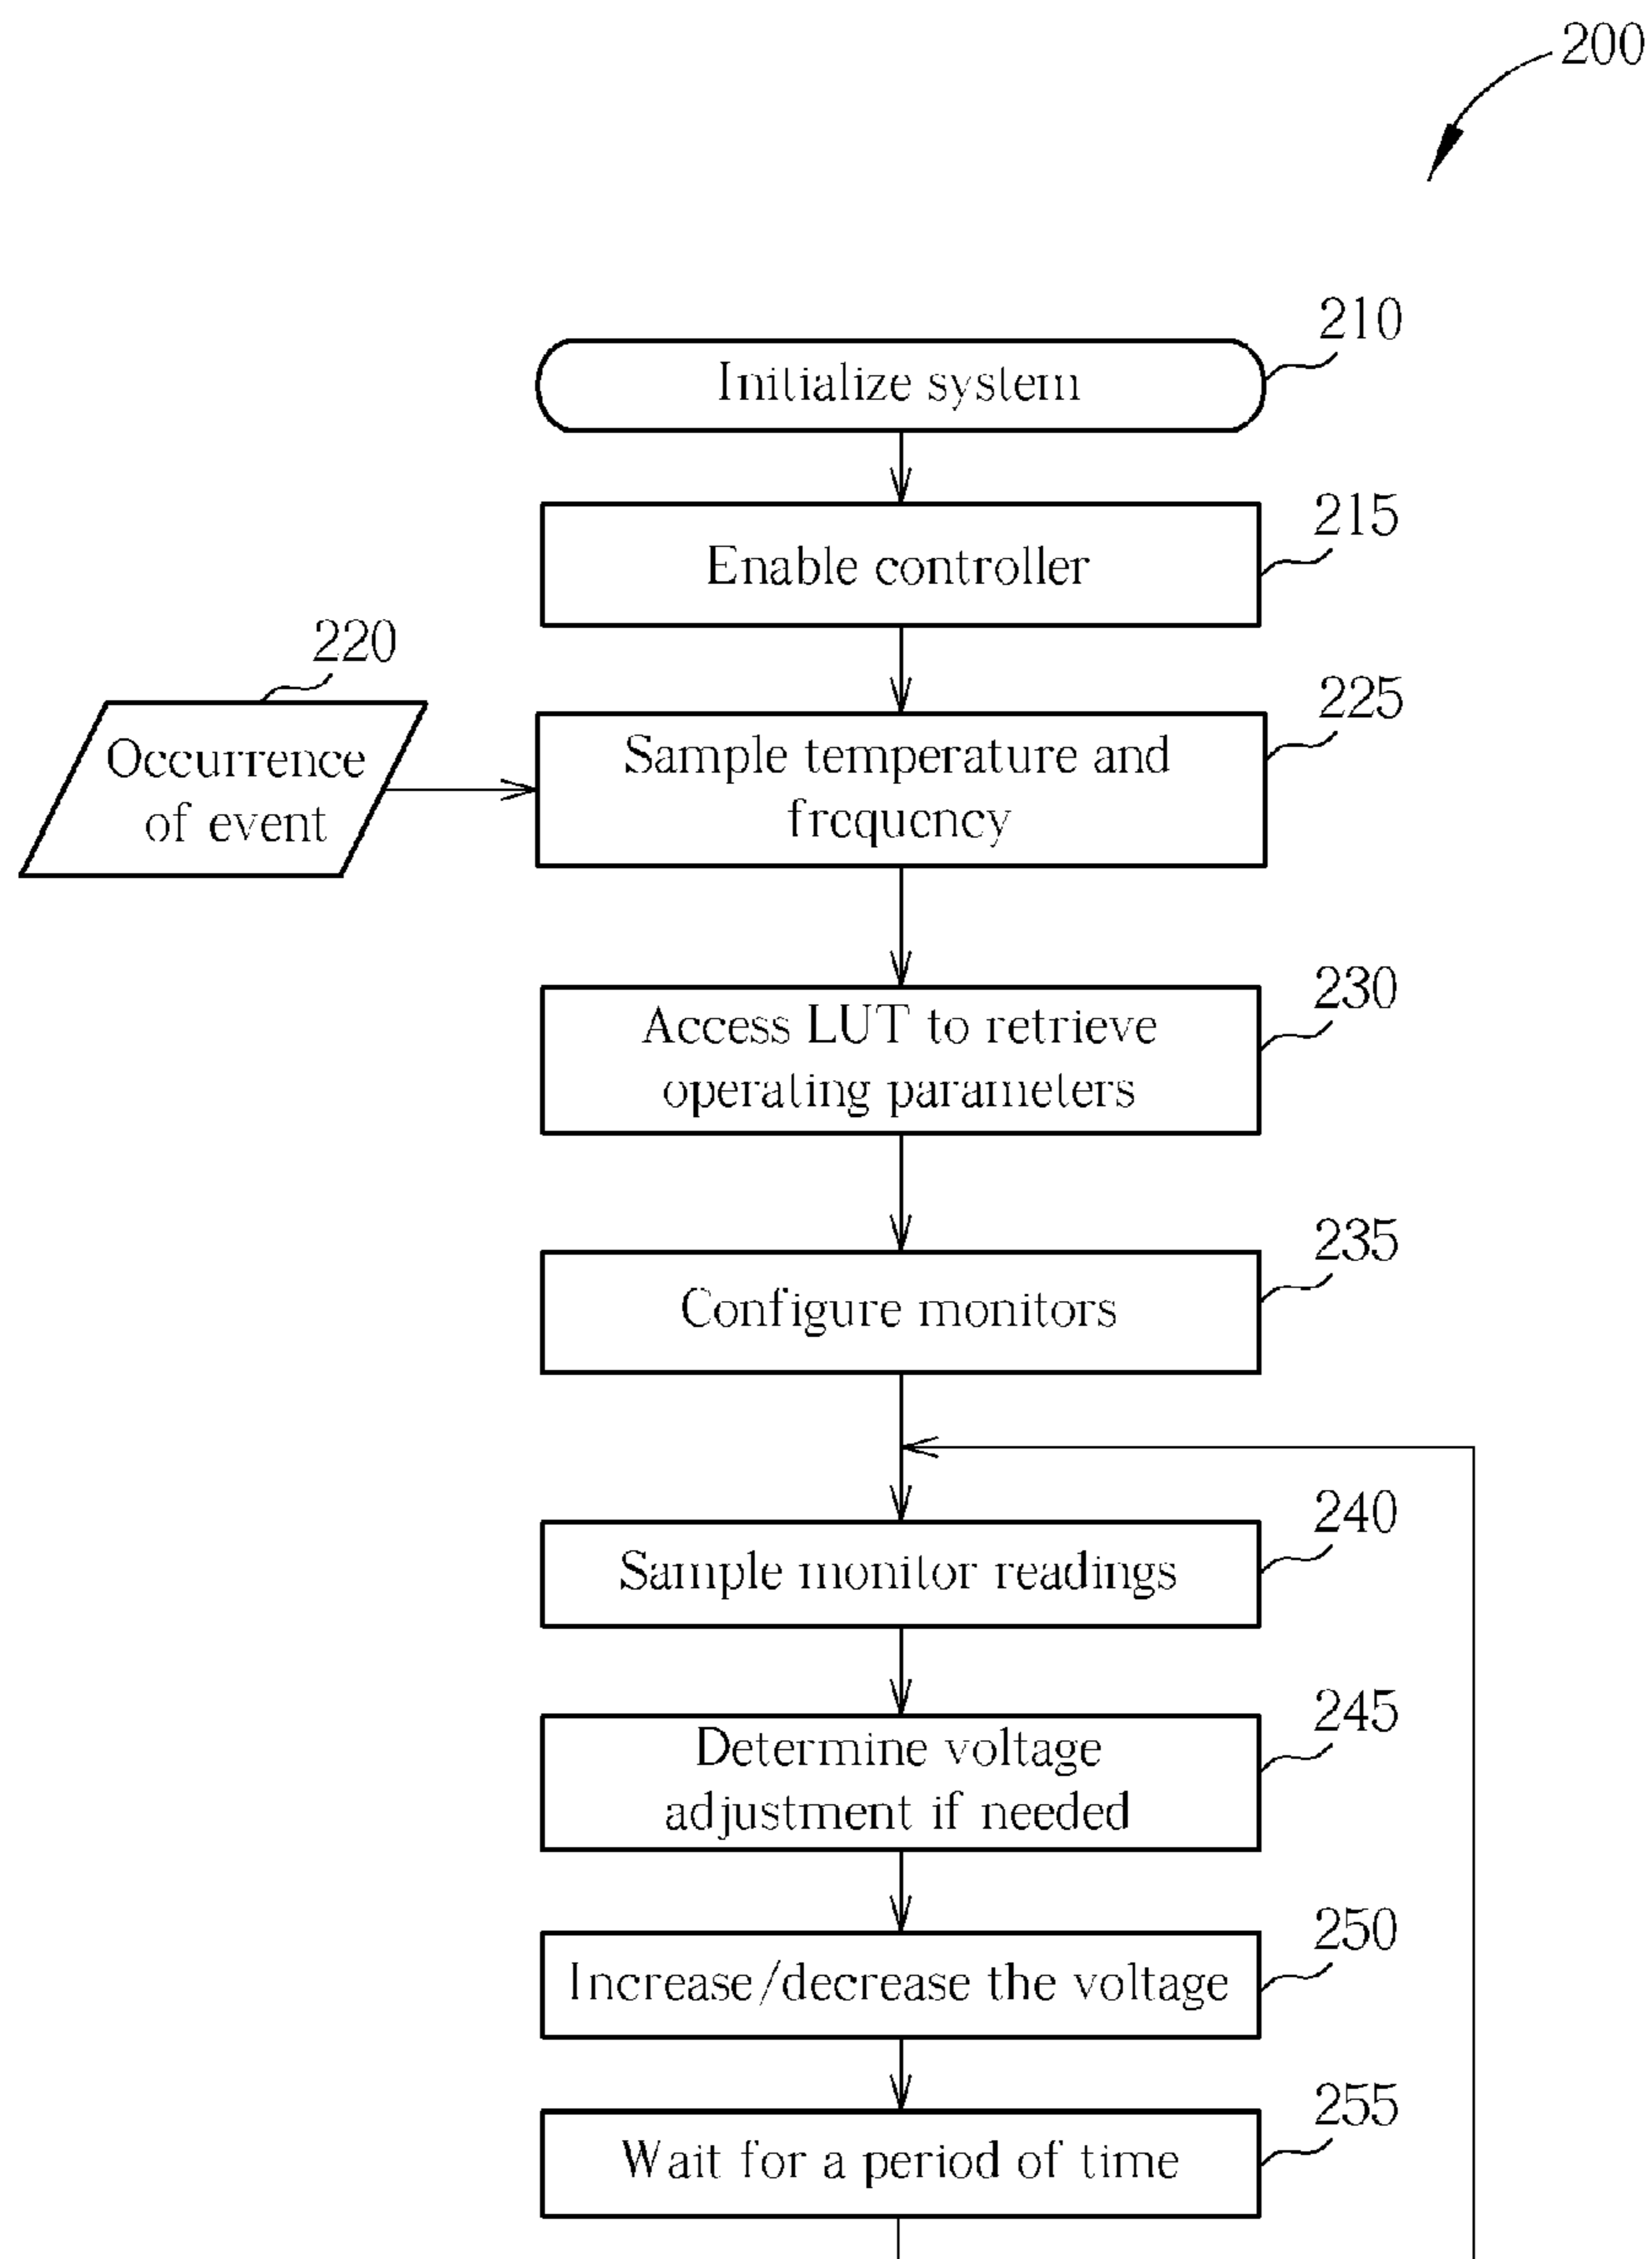 200
210
Initialize system
215
Enable controller
220
Occurrence
of event
225
Sample temperature and
frequency
230
Access LUT to retrieve
operating parameters
235
Configure monitors
240
Sample monitor readings
245
Determine voltage
adjustment if needed
250
Increase/decrease the voltage
255
Wait for a period of time